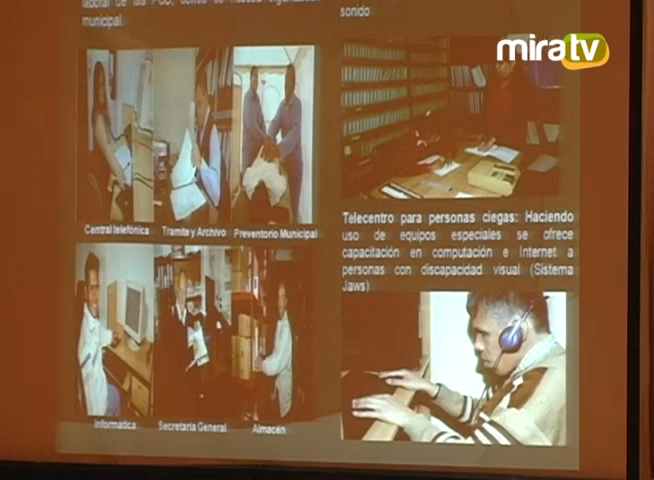 laboral de las PCD, dentro de nuestra organización
municipal.
sonido
miratv
Central telefónica
Tramite y Archivo
Preventorio Municipal
Telecentro para personas ciegas: Haciendo
uso de equipos especiales se ofrece
capacitación en computación e Internet a
personas con discapacidad visual (Sistema
Jaws)
Informática
Secretaria General
Almacén